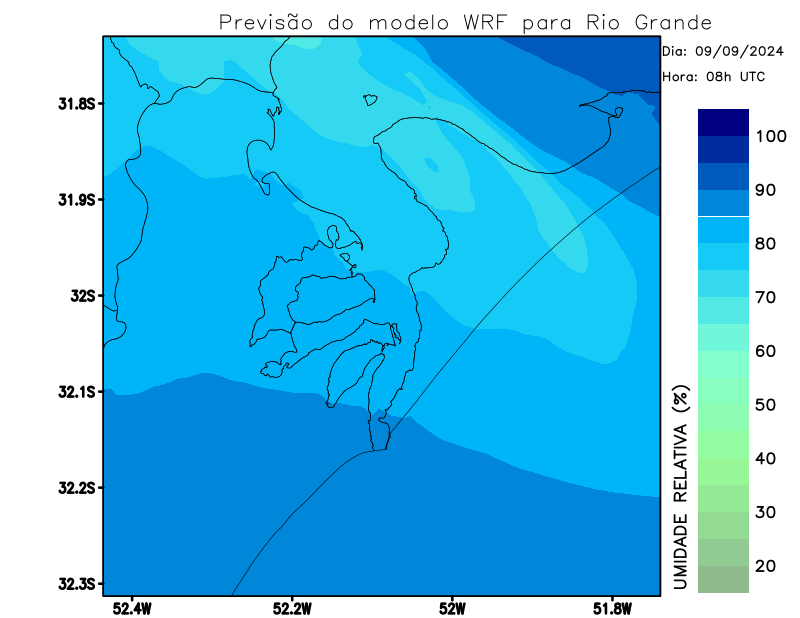 Previsão do modelo WRF para Rio Grande
Dia: 09/09/2024
Hora: 08h UTC
31.8S
31.9S
32S
32.1S
32.2S
32.3S
52.4W
52.2W
52W
51.8W
100
90
80
70
60
50
40
30
20
UMIDADE RELATIVA (%)